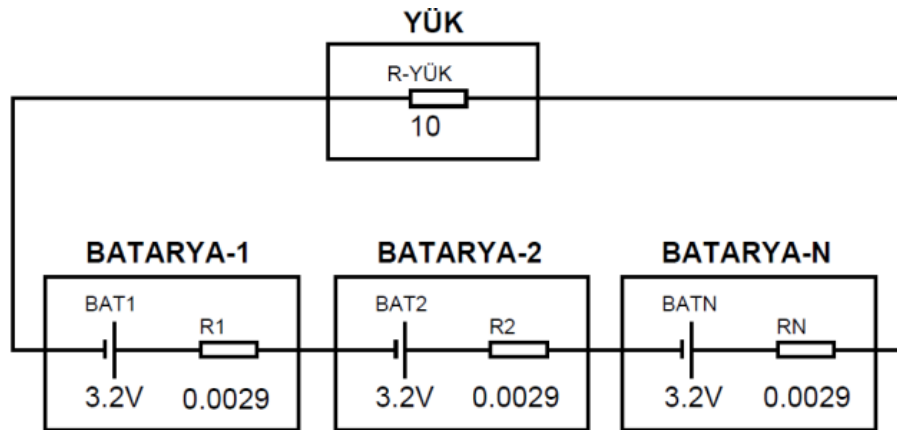 YÜK
R-YÜK
10
BATARYA-1
BATARYA-2
BATARYA-N
BAT1
R1
3.2V
0.0029
BAT2
R2
3.2V
0.0029
BATN
RN
3.2V
0.0029